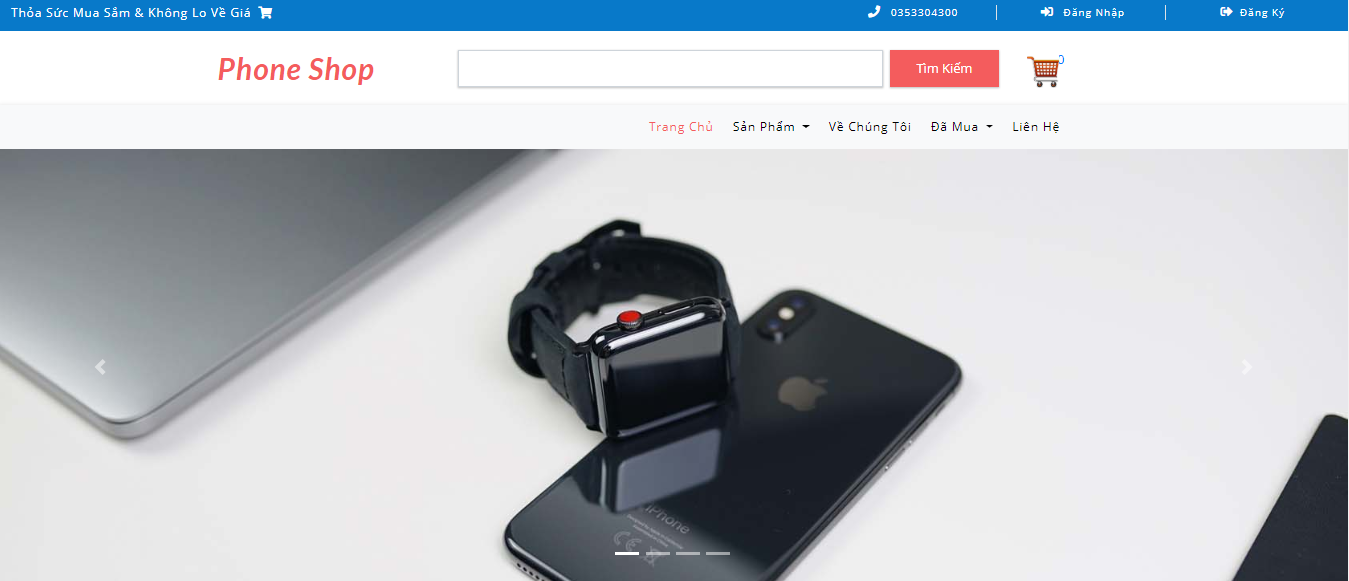 Thỏa Sức Mua Sắm & Không Lo Về Giá
0353304300
Đăng Nhập
Đăng Ký
Phone Shop
Tìm Kiếm
Trang Chủ
Sản Phẩm
Về Chúng Tôi
Đã Mua
Liên Hệ
iPhone